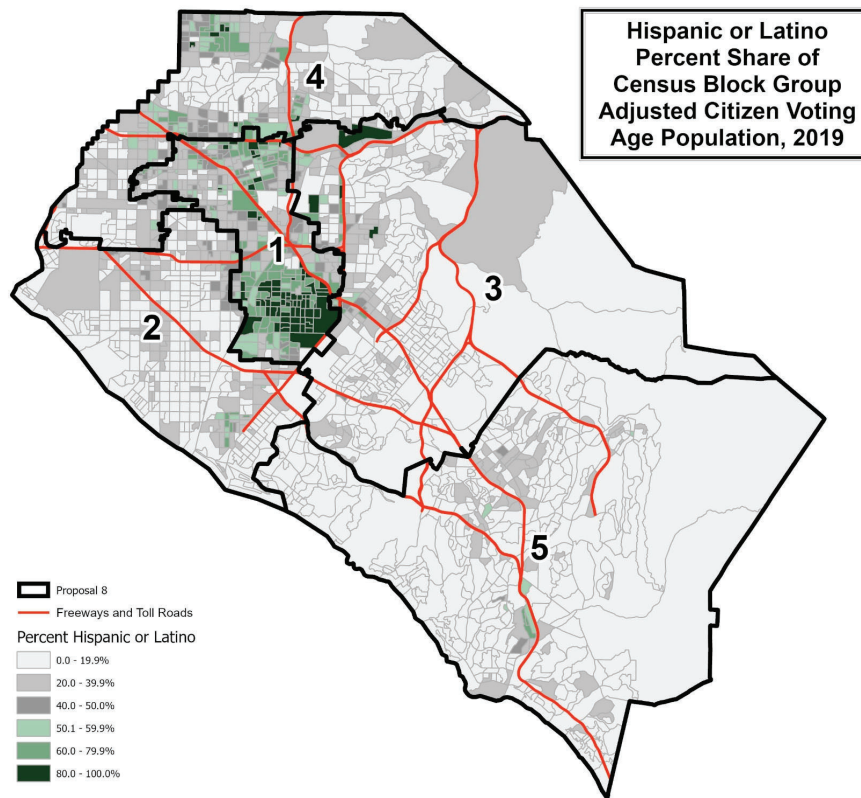 Hispanic or Latino
Percent Share of
Census Block Group
Adjusted Citizen Voting
Age Population, 2019
4
1
3
2
5
Proposal 8
Freeways and Toll Roads
Percent Hispanic or Latino
0.0 - 19.9%
20.0 - 39.9%
40.0 - 50.0%
50.1 - 59.9%
60.0 - 79.9%
80.0 - 100.0%